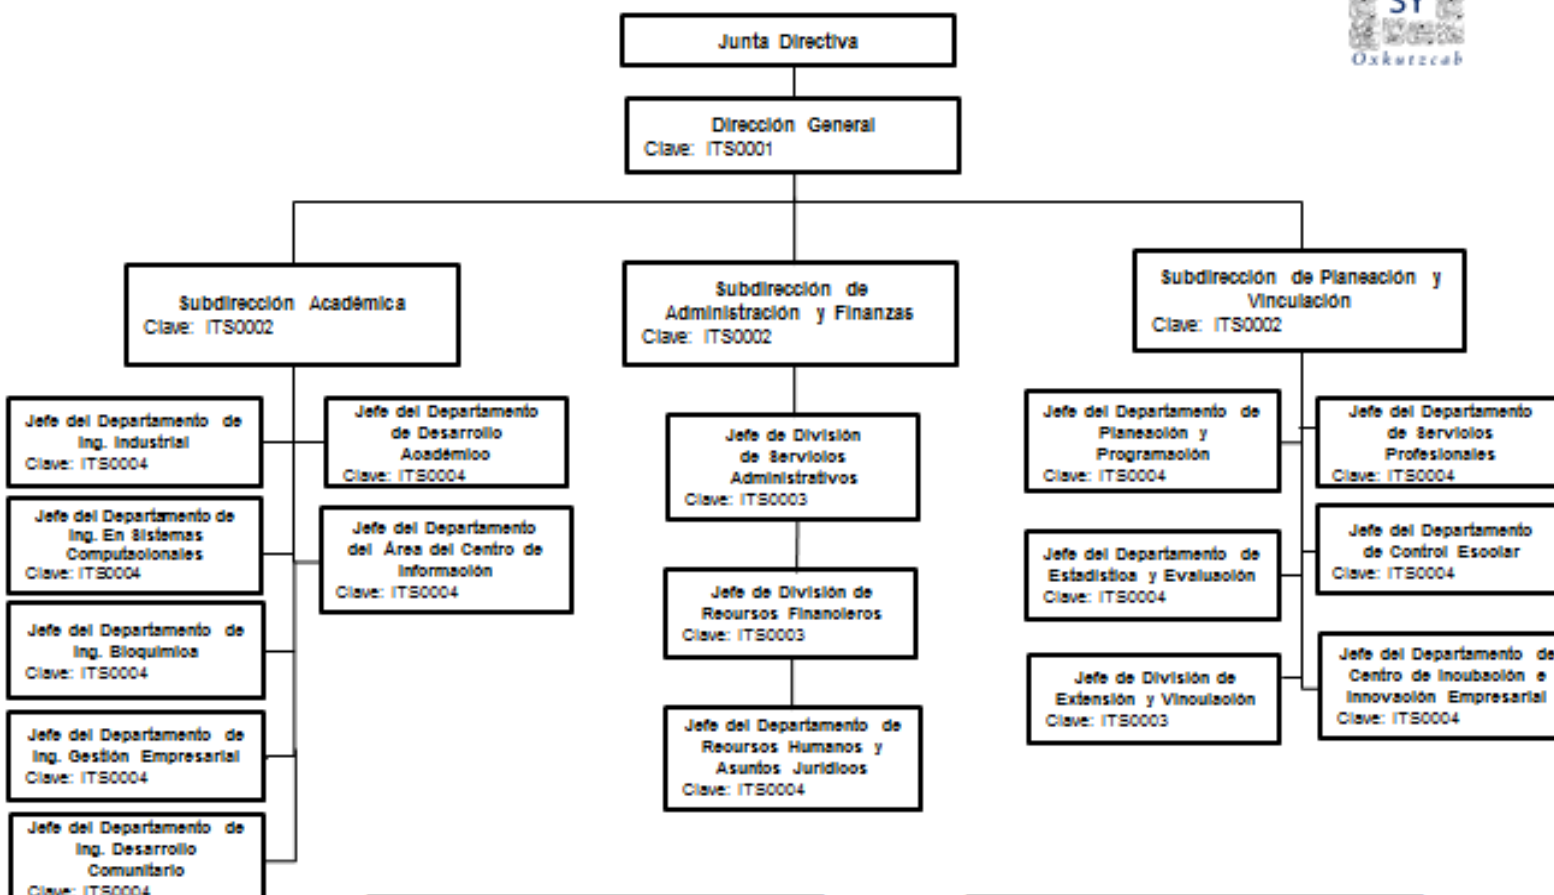 SY
Oxkutzcab
Junta Directiva
Dirección General
Clave: ITS0001
Subdirección Académica
Clave: ITS0002
Subdirección de
Administración y Finanzas
Clave: ITS0002
Subdirección de Planeación y
Vinculación
Clave: ITS0002
Jefe del Departamento de
Ing. Industrial
Clave: ITS0004
Jefe del Departamento
de Desarrollo
Académico
Clave: ITS0004
Jefe del Departamento de
Ing. En Sistemas
Computacionales
Clave: ITS0004
Jefe del Departamento
del Área del Centro de
Información
Clave: ITS0004
Jefe del Departamento de
Ing. Bioquímica
Clave: ITS0004
Jefe del Departamento de
Ing. Gestión Empresarial
Clave: ITS0004
Jefe del Departamento de
Ing. Desarrollo
Comunitario
Clave: ITS0004
Jefe de División
de Servicios
Administrativos
Clave: ITS0003
Jefe de División de
Recursos Financieros
Clave: ITS0003
Jefe del Departamento de
Recursos Humanos y
Asuntos Jurídicos
Clave: ITS0004
Jefe del Departamento de
Planeación y
Programación
Clave: ITS0004
Jefe del Departamento
de Servicios
Profesionales
Clave: ITS0004
Jefe del Departamento de
Estadística y Evaluación
Clave: ITS0004
Jefe del Departamento
de Control Escolar
Clave: ITS0004
Jefe de División de
Extensión y Vinculación
Clave: ITS0003
Jefe del Departamento de
Centro de Incubación e
Innovación Empresarial
Clave: ITS0004